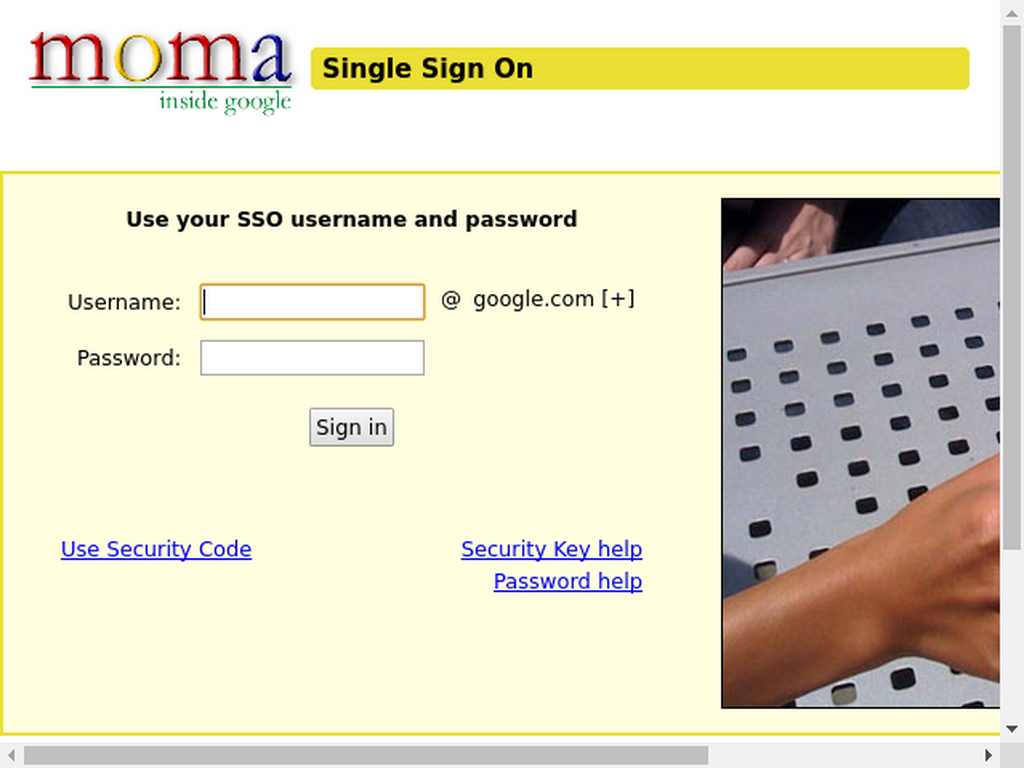 moma
inside google
Single Sign On
Use your SSO username and password
Username: @ google.com [+]
Password:
Sign in
Use Security Code Security Key help
Password help